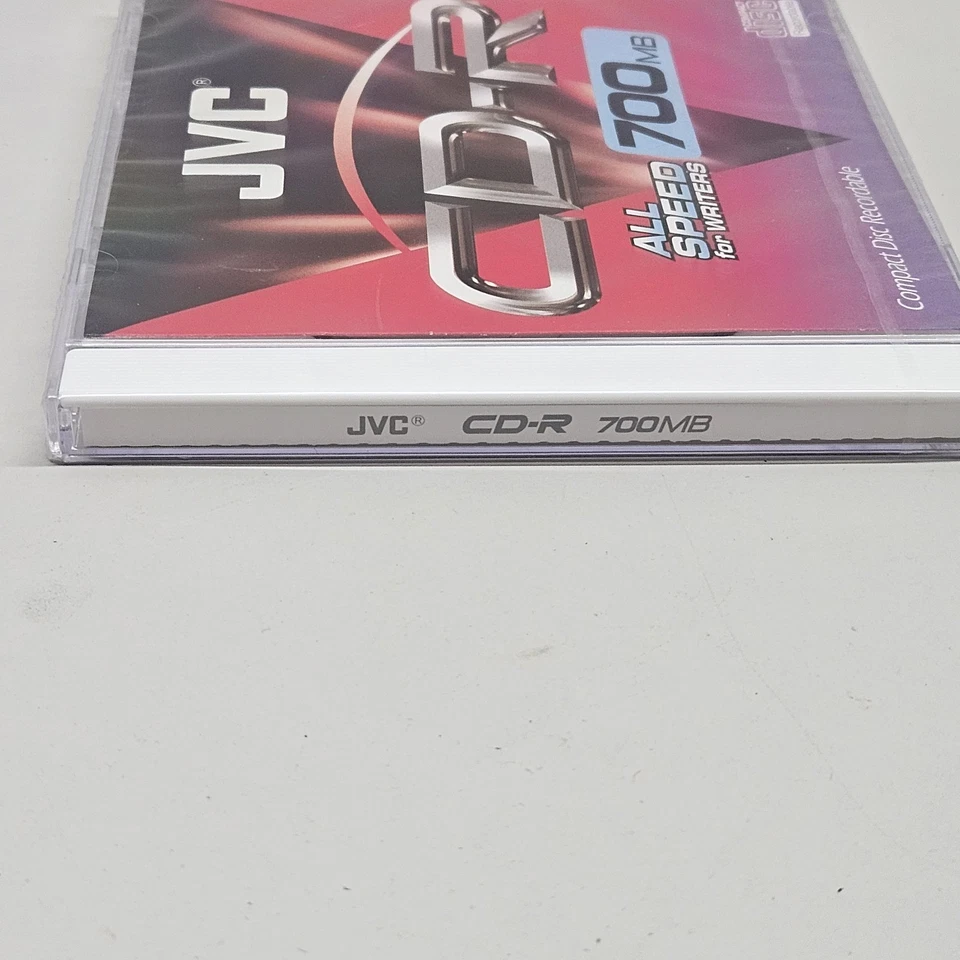 JVC®
CD-R
700MB
ALL
SPEED
for WRITERS
Compact Disc Recordable
JVC® CD-R 700MB